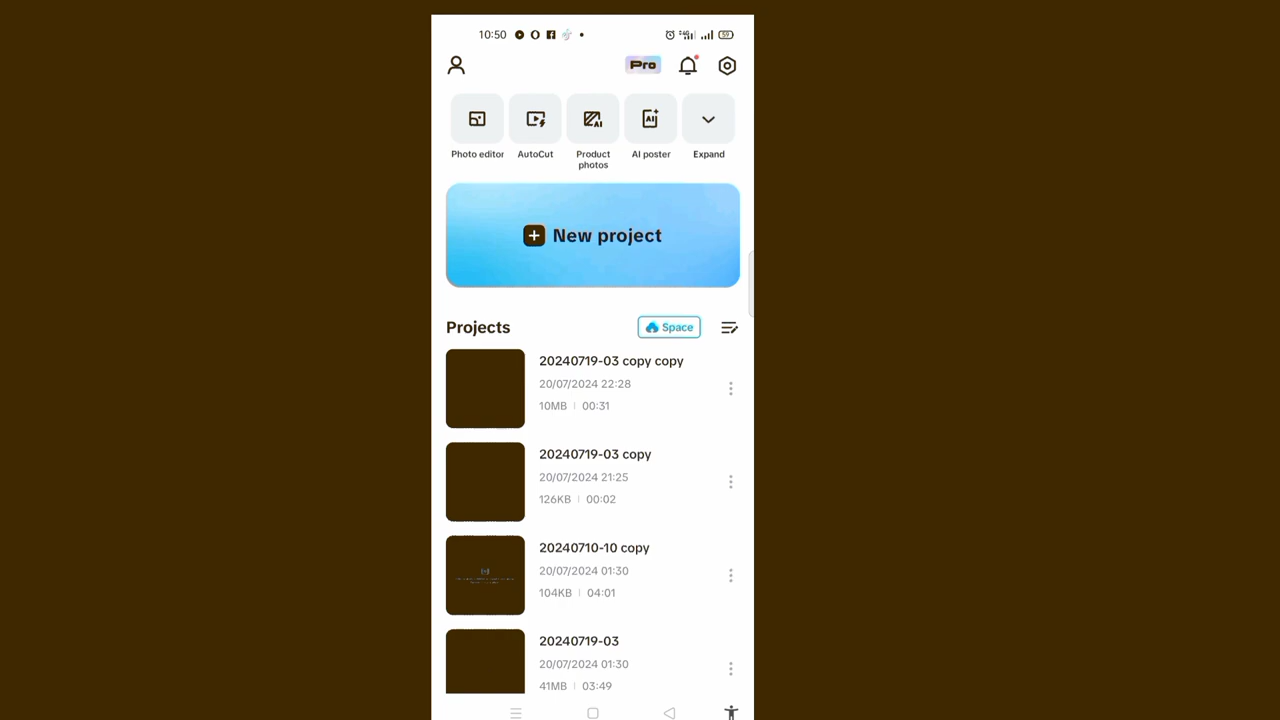 10:50
59
Pro
Photo editor
AutoCut
Product
photos
AI poster
Expand
New project
Projects
Space
20240719-03 copy copy
20/07/2024 22:28
10MB | 00:31
20240719-03 copy
20/07/2024 21:25
126KB | 00:02
20240710-10 copy
20/07/2024 01:30
104KB | 04:01
20240719-03
20/07/2024 01:30
41MB | 03:49